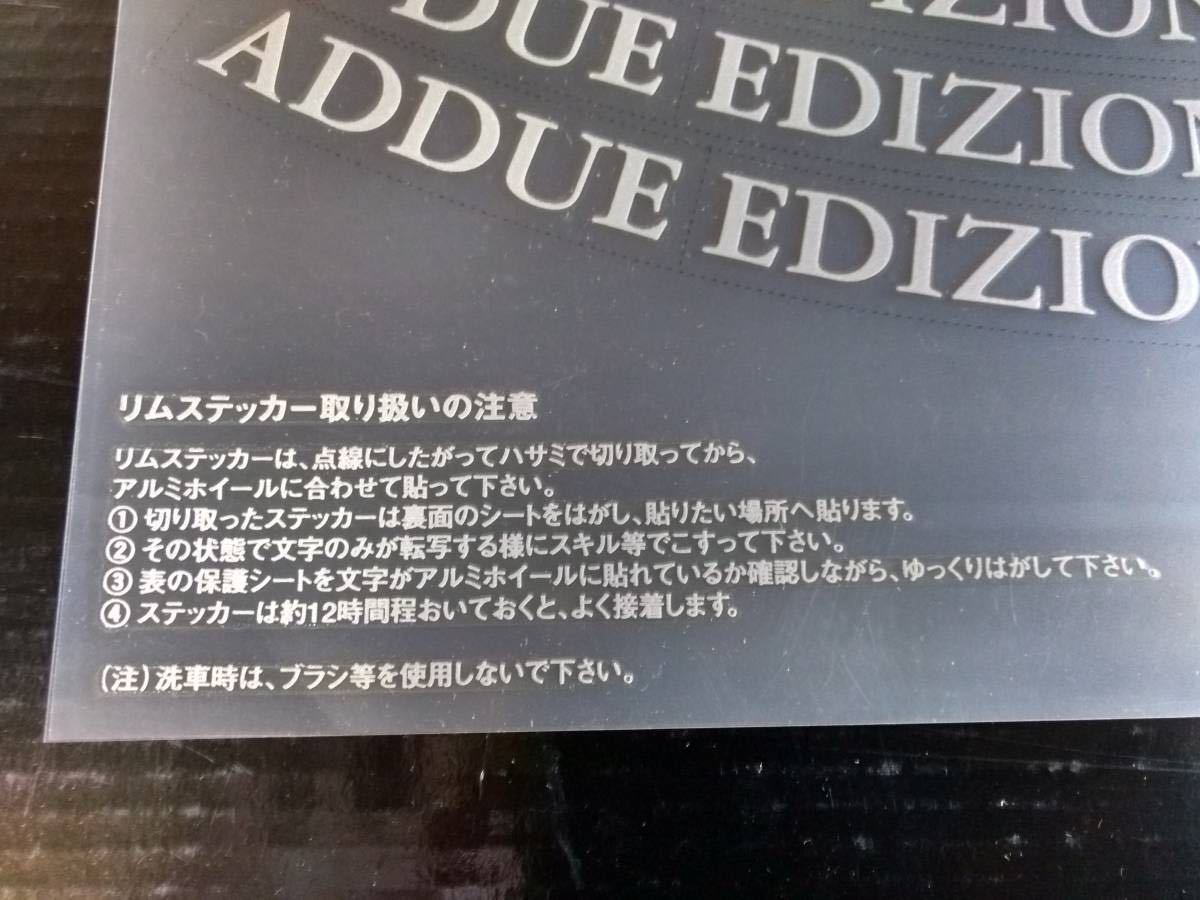 EDIZION
DUE EDIZION
ADDUE EDIZIO
リムステッカー取り扱いの注意
リムステッカーは、点線にしたがってハサミで切り取ってから、
アルミホイールに合わせて貼って下さい。
① 切り取ったステッカーは裏面のシートをはがし、貼りたい場所へ貼ります。
② その状態で文字のみが転写する様にスキル等でこすって下さい。
③ 表の保護シートを文字がアルミホイールに貼れているか確認しながら、ゆっくりはがして下さい。
④ ステッカーは約12時間程おいておくと、よく接着します。
(注)洗車時は、ブラシ等を使用しないで下さい。